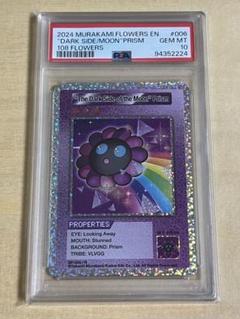 2024 MURAKAMI FLOWERS EN #006
"DARK SIDE/MOON" PRISM GEM MT
108 FLOWERS 10
PSA 94352224
"The Dark Side of the Moon" Prism
PROPERTIES
EYE: Looking Away
MOUTH: Stunned
BACKGROUND: Prism
TRIBE: VLVGG